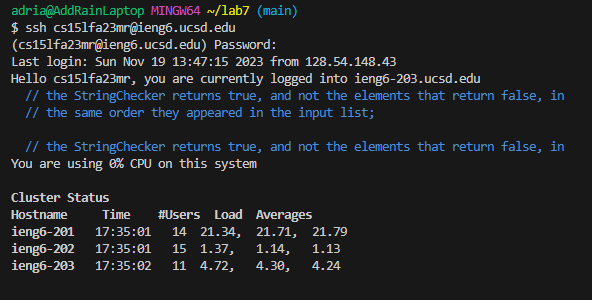 adria@AddRainLaptop MINGW64 ~/lab7 (main)
$ ssh cs15lfa23mr@ieng6.ucsd.edu
(cs15lfa23mr@ieng6.ucsd.edu) Password:
Last login: Sun Nov 19 13:47:15 2023 from 128.54.148.43
Hello cs15lfa23mr, you are currently logged into ieng6-203.ucsd.edu
// the StringChecker returns true, and not the elements that return false, in
// the same order they appeared in the input list;
// the StringChecker returns true, and not the elements that return false, in
You are using 0% CPU on this system
Cluster Status
Hostname Time #Users Load Averages
ieng6-201 17:35:01 14 21.34, 21.71, 21.79
ieng6-202 17:35:01 15 1.37, 1.14, 1.13
ieng6-203 17:35:02 11 4.72, 4.30, 4.24